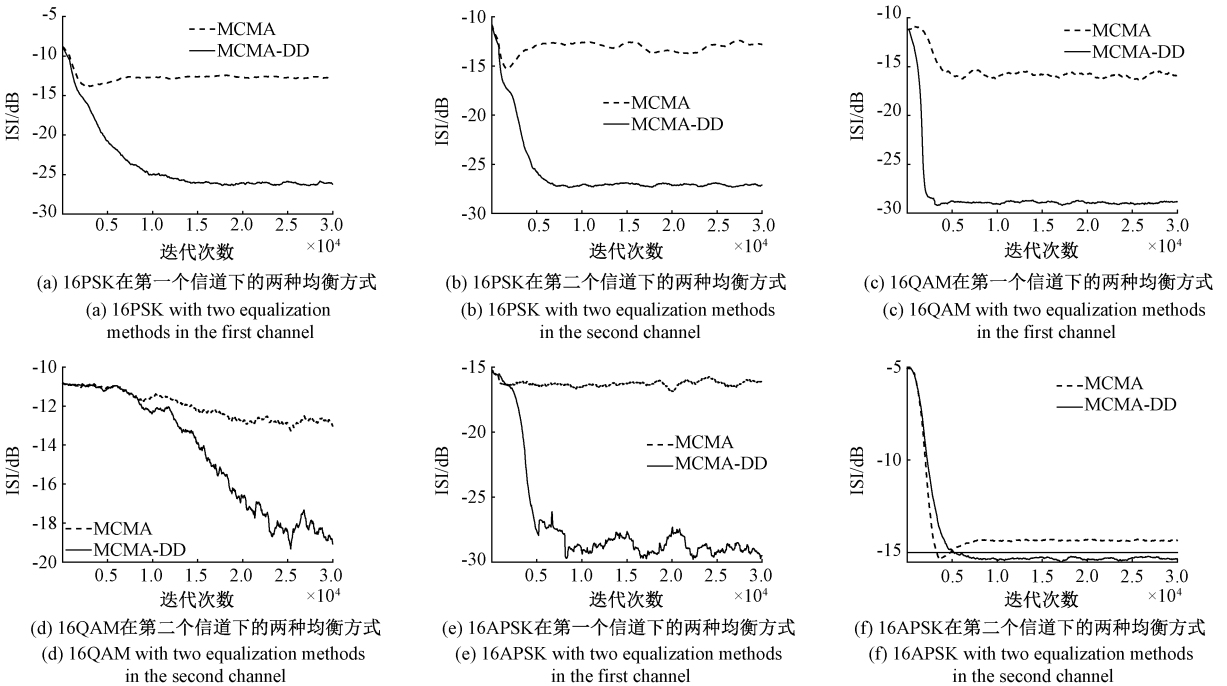 -5
-10
-15
-20
-25
-30
ISI/dB
MCMA
MCMA-DD
0.5 1.0 1.5 2.0 2.5 3.0
×10⁴
迭代次数
(a) 16PSK在第一个信道下的两种均衡方式
(a) 16PSK with two equalization
methods in the first channel
-10
-15
-20
-25
-30
ISI/dB
MCMA
MCMA-DD
0.5 1.0 1.5 2.0 2.5 3.0
×10⁴
迭代次数
(b) 16PSK在第二个信道下的两种均衡方式
(b) 16PSK with two equalization methods
in the second channel
-10
-15
-20
-25
-30
ISI/dB
MCMA
MCMA-DD
0.5 1.0 1.5 2.0 2.5 3.0
×10⁴
迭代次数
(c) 16QAM在第一个信道下的两种均衡方式
(c) 16QAM with two equalization methods
in the first channel
-10
-12
-14
-16
-18
-20
ISI/dB
MCMA
MCMA-DD
0.5 1.0 1.5 2.0 2.5 3.0
×10⁴
迭代次数
(d) 16QAM在第二个信道下的两种均衡方式
(d) 16QAM with two equalization methods
in the second channel
-15
-20
-25
-30
ISI/dB
MCMA
MCMA-DD
0.5 1.0 1.5 2.0 2.5 3.0
×10⁴
迭代次数
(e) 16APSK在第一个信道下的两种均衡方式
(e) 16APSK with two equalization methods
in the first channel
-5
-10
-15
ISI/dB
MCMA
MCMA-DD
0.5 1.0 1.5 2.0 2.5 3.0
×10⁴
迭代次数
(f) 16APSK在第二个信道下的两种均衡方式
(f) 16APSK with two equalization methods
in the second channel